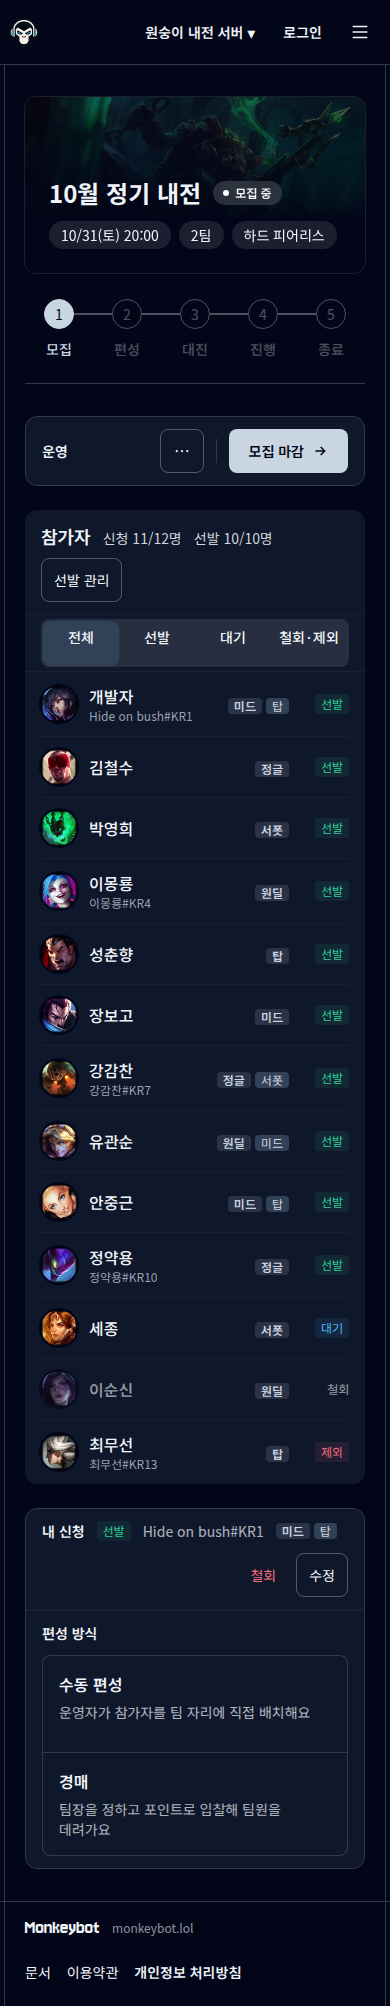 원숭이 내전 서버 ▾ 로그인
10월 정기 내전 모집 중
10/31(토) 20:00 2팀 하드 피어리스
1 2 3 4 5
모집 편성 대진 진행 종료
운영 ··· 모집 마감 →
참가자 신청 11/12명 선발 10/10명
선발 관리
전체 선발 대기 철회·제외
개발자 미드 탑 선발
Hide on bush#KR1
김철수 정글 선발
박영희 서폿 선발
이몽룡 원딜 선발
이몽룡#KR4
성춘향 탑 선발
장보고 미드 선발
강감찬 정글 서폿 선발
강감찬#KR7
유관순 원딜 미드 선발
안중근 미드 탑 선발
정약용 정글 선발
정약용#KR10
세종 서폿 대기
이순신 원딜 철회
최무선 탑 제외
최무선#KR13
내 신청 선발 Hide on bush#KR1 미드 탑
철회 수정
편성 방식
수동 편성
운영자가 참가자를 팀 자리에 직접 배치해요
경매
팀장을 정하고 포인트로 입찰해 팀원을
데려가요
Monkeybot monkeybot.lol
문서 이용약관 개인정보 처리방침